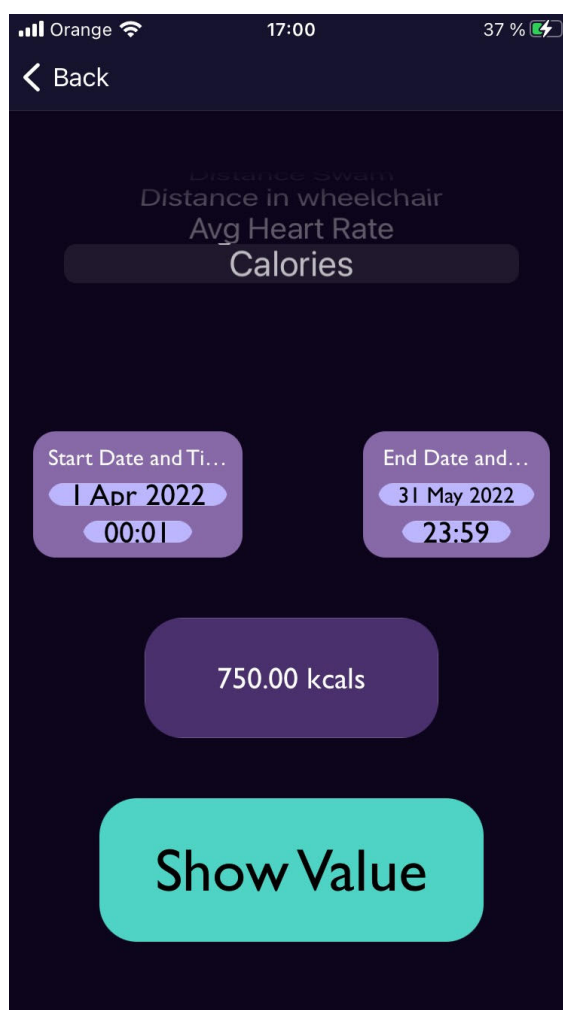 Orange 17:00 37 %
Back
Distance Swam
Distance in wheelchair
Avg Heart Rate
Calories
Start Date and Ti...
1 Apr 2022
00:01
End Date and...
31 May 2022
23:59
750.00 kcals
Show Value